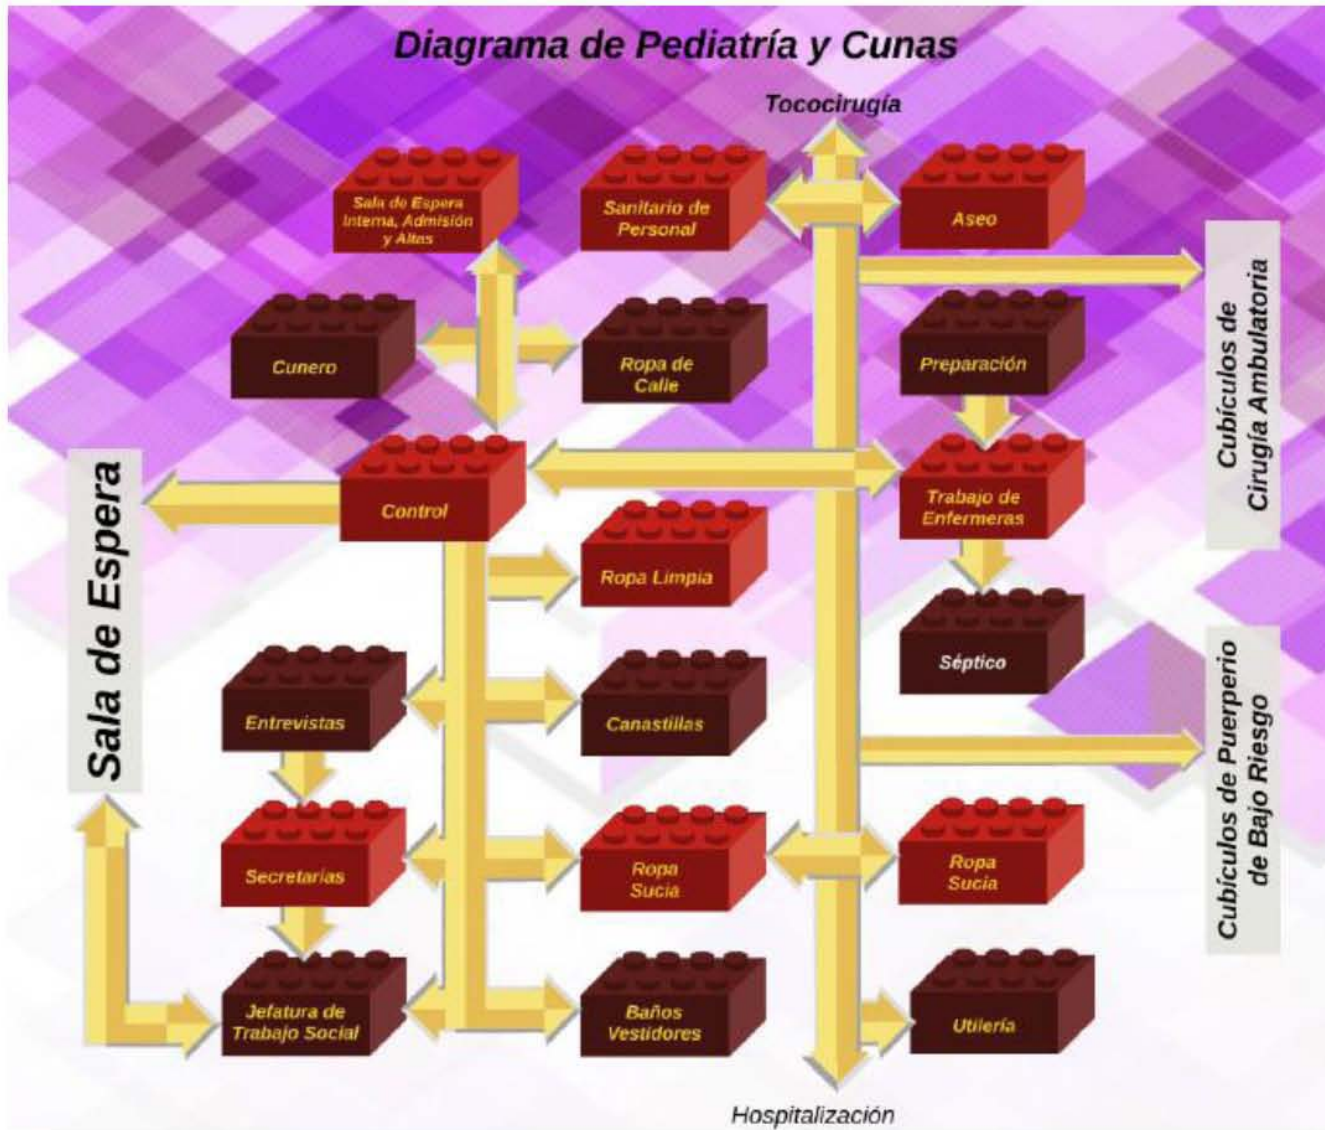 Diagrama de Pediatría y Cunas
Tococirugía
Sala de Espera
Interna, Admisión
y Altas
Sanitario de
Personal
Aseo
Cunero
Ropa de
Calle
Preparación
Cubículos de
Cirugía Ambulatoria
Sala de Espera
Control
Trabajo de
Enfermeras
Ropa Limpia
Séptico
Entrevistas
Canastillas
Cubículos de Puerperio
de Bajo Riesgo
Secretarias
Ropa
Sucia
Ropa
Sucia
Jefatura de
Trabajo Social
Baños
Vestidores
Utilería
Hospitalización